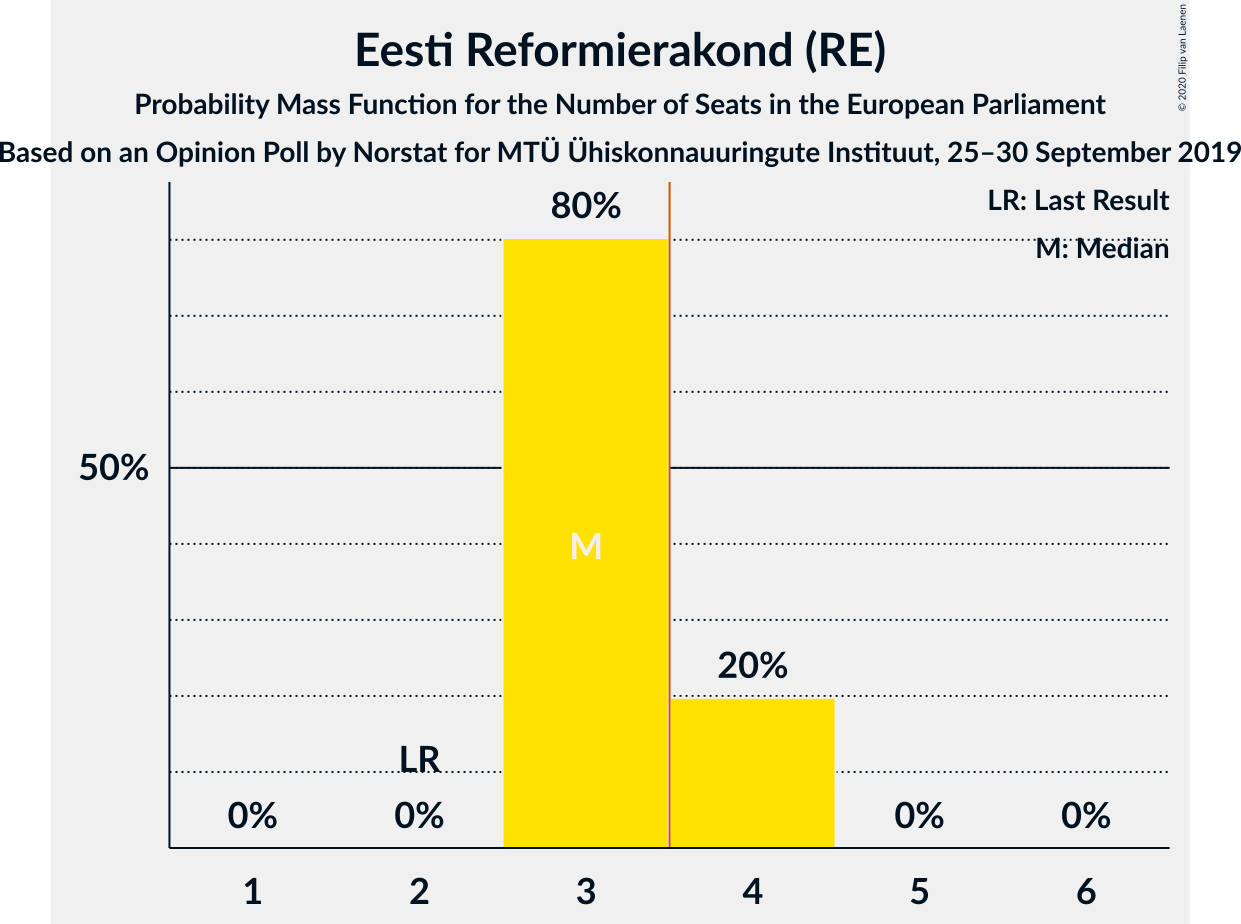 Eesti Reformierakond (RE)
Probability Mass Function for the Number of Seats in the European Parliament
Based on an Opinion Poll by Norstat for MTÜ Ühiskonnauuringute Instituut, 25–30 September 2019
© 2020 Filip van Laenen
LR: Last Result
M: Median
80%
50%
M
20%
LR
0% 0% 0% 0%
1 2 3 4 5 6